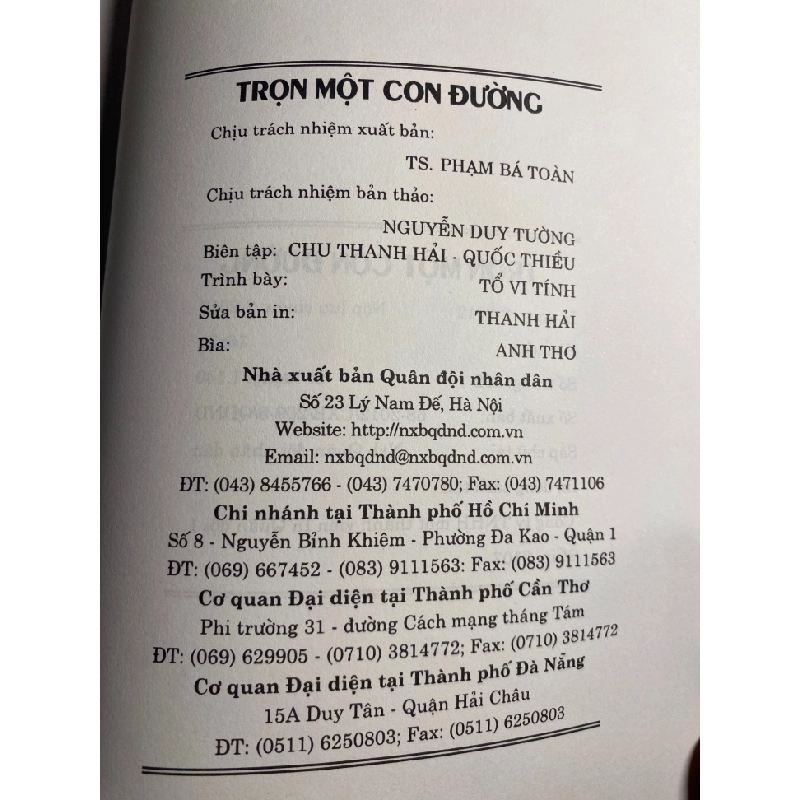 TRỌN MỘT CON ĐƯỜNG
Chịu trách nhiệm xuất bản:
TS. PHẠM BÁ TOÀN
Chịu trách nhiệm bản thảo:
NGUYỄN DUY TƯỜNG
Biên tập: CHU THANH HẢI - QUỐC THIỀU
Trình bày: TỔ VI TÍNH
Sửa bản in: THANH HẢI
Bìa: ANH THƠ
Nhà xuất bản Quân đội nhân dân
Số 23 Lý Nam Đế, Hà Nội
Website: http://nxbqdnd.com.vn
Email: nxbqdnd@nxbqdnd.com.vn
ĐT: (043) 8455766 - (043) 7470780; Fax: (043) 7471106
Chi nhánh tại Thành phố Hồ Chí Minh
Số 8 - Nguyễn Bỉnh Khiêm - Phường Đa Kao - Quận 1
ĐT: (069) 667452 - (083) 9111563: Fax: (083) 9111563
Cơ quan Đại diện tại Thành phố Cần Thơ
Phi trường 31 - đường Cách mạng tháng Tám
ĐT: (069) 629905 - (0710) 3814772; Fax: (0710) 3814772
Cơ quan Đại diện tại Thành phố Đà Nẵng
15A Duy Tân - Quận Hải Châu
ĐT: (0511) 6250803; Fax: (0511) 6250803